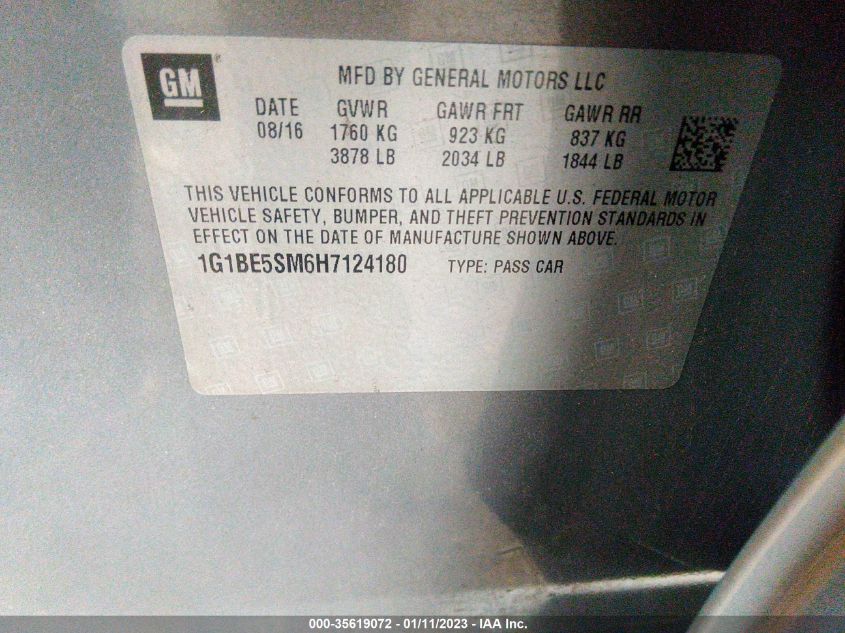 GM
MFD BY GENERAL MOTORS LLC
DATE GVWR GAWR FRT GAWR RR
08/16 1760 KG 923 KG 837 KG
3878 LB 2034 LB 1844 LB
THIS VEHICLE CONFORMS TO ALL APPLICABLE U.S. FEDERAL MOTOR
VEHICLE SAFETY, BUMPER, AND THEFT PREVENTION STANDARDS IN
EFFECT ON THE DATE OF MANUFACTURE SHOWN ABOVE.
1G1BE5SM6H7124180 TYPE: PASS CAR
000-35619072 - 01/11/2023 - IAA Inc.